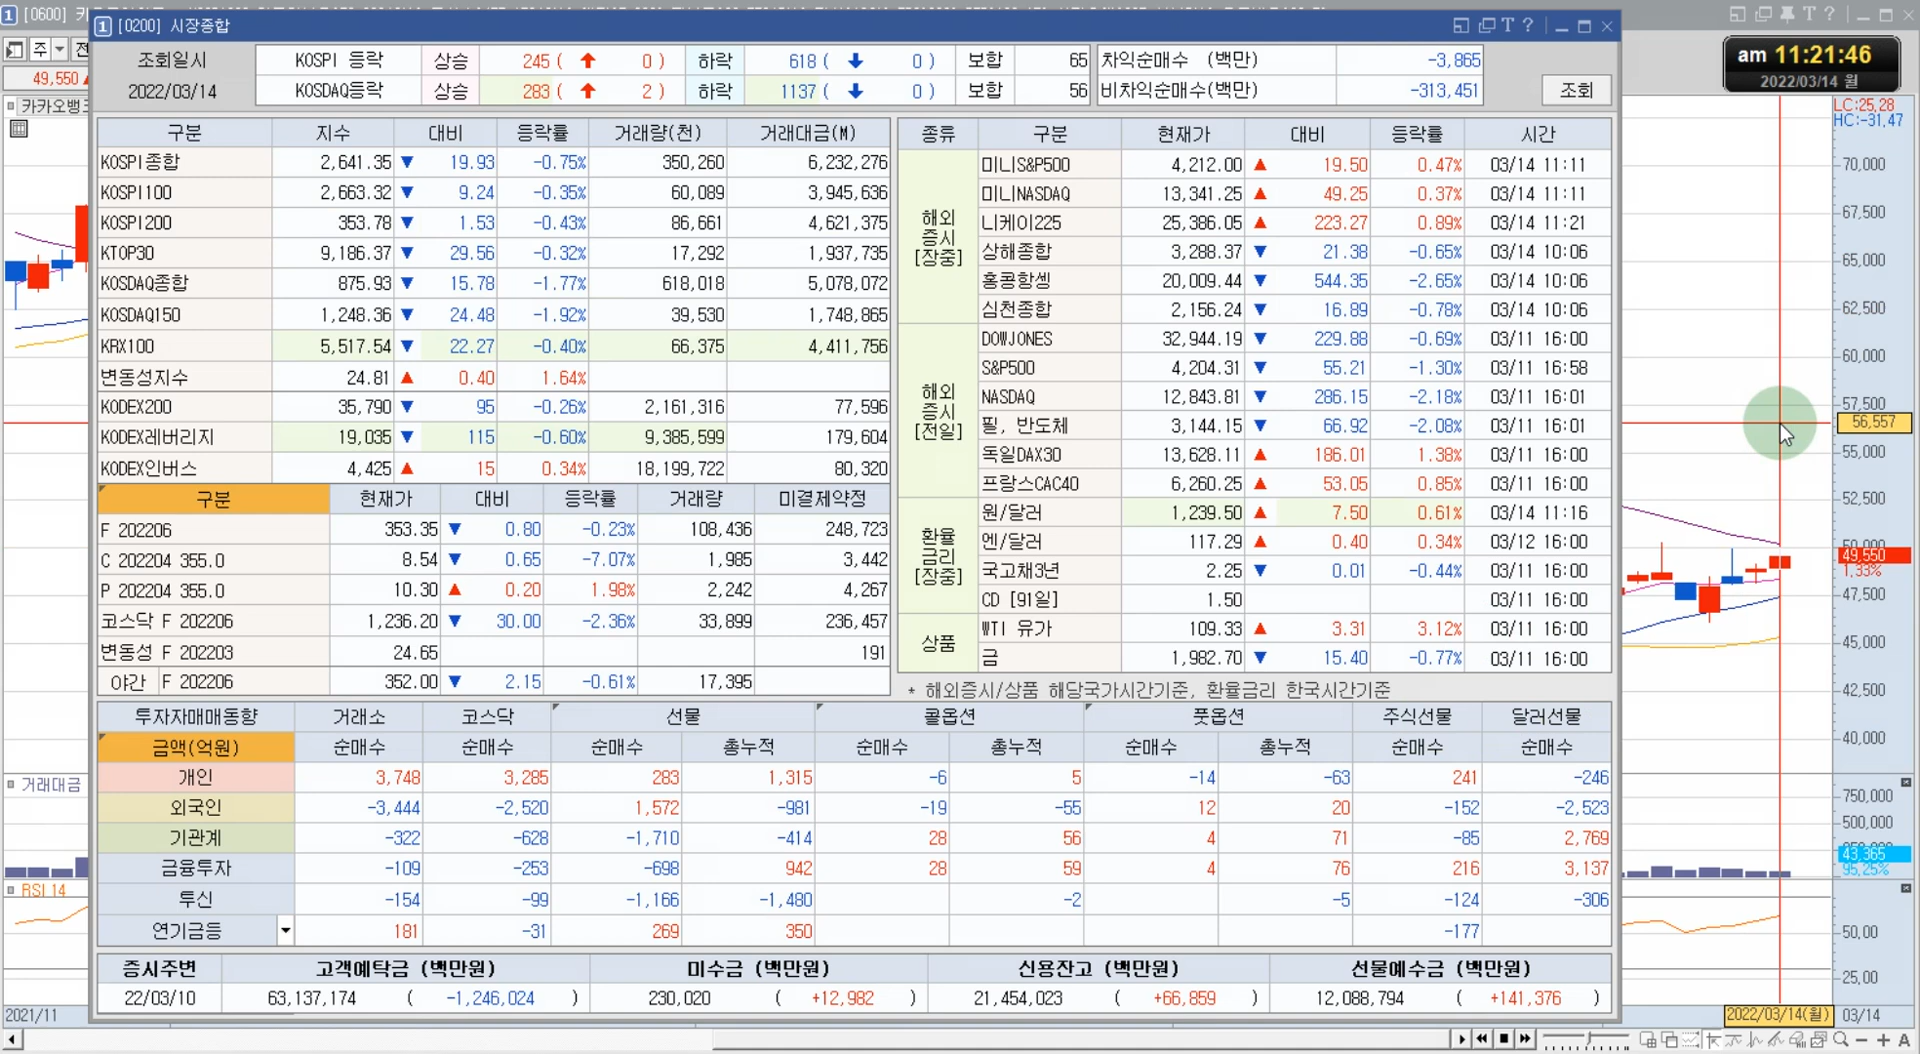 [0600] 카
1 [0200] 시장종합
T ?
조회일시 KOSPI 등락 상승 245 ( 0 ) 하락 618 ( 0 ) 보합 65 차익순매수 (백만) -3,865
2022/03/14 KOSDAQ등락 상승 283 ( 2 ) 하락 1137 ( 0 ) 보합 56 비차익순매수(백만) -313,451 조회
am 11:21:46
2022/03/14 월
구분 지수 대비 등락률 거래량(천) 거래대금(M)
KOSPI종합 2,641.35 ▼ 19.93 -0.75% 350,260 6,232,276
KOSPI100 2,663.32 ▼ 9.24 -0.35% 60,089 3,945,636
KOSPI200 353.78 ▼ 1.53 -0.43% 86,661 4,621,375
KTOP30 9,186.37 ▼ 29.56 -0.32% 17,292 1,937,735
KOSDAQ종합 875.93 ▼ 15.78 -1.77% 618,018 5,078,072
KOSDAQ150 1,248.36 ▼ 24.48 -1.92% 39,530 1,748,865
KRX100 5,517.54 ▼ 22.27 -0.40% 66,375 4,411,756
변동성지수 24.81 ▲ 0.40 1.64%
KODEX200 35,790 ▼ 95 -0.26% 2,161,316 77,596
KODEX레버리지 19,035 ▼ 115 -0.60% 9,385,599 179,604
KODEX인버스 4,425 ▲ 15 0.34% 18,199,722 80,320
구분 현재가 대비 등락률 거래량 미결제약정
F 202206 353.35 ▼ 0.80 -0.23% 108,436 248,723
C 202204 355.0 8.54 ▼ 0.65 -7.07% 1,985 3,442
P 202204 355.0 10.30 ▲ 0.20 1.98% 2,242 4,267
코스닥 F 202206 1,236.20 ▼ 30.00 -2.36% 33,899 236,457
변동성 F 202203 24.65 191
야간 F 202206 352.00 ▼ 2.15 -0.61% 17,395
종류 구분 현재가 대비 등락률 시간
해외 증시 [장중]
미니S&P500 4,212.00 ▲ 19.50 0.47% 03/14 11:11
미니NASDAQ 13,341.25 ▲ 49.25 0.37% 03/14 11:11
니케이225 25,386.05 ▲ 223.27 0.89% 03/14 11:21
상해종합 3,288.37 ▼ 21.38 -0.65% 03/14 10:06
홍콩항셍 20,009.44 ▼ 544.35 -2.65% 03/14 10:06
심천종합 2,156.24 ▼ 16.89 -0.78% 03/14 10:06
해외 증시 [전일]
DOWJONES 32,944.19 ▼ 229.88 -0.69% 03/11 16:00
S&P500 4,204.31 ▼ 55.21 -1.30% 03/11 16:58
NASDAQ 12,843.81 ▼ 286.15 -2.18% 03/11 16:01
필, 반도체 3,144.15 ▼ 66.92 -2.08% 03/11 16:01
독일DAX30 13,628.11 ▲ 186.01 1.38% 03/11 16:00
프랑스CAC40 6,260.25 ▲ 53.05 0.85% 03/11 16:00
환율 금리 [장중]
원/달러 1,239.50 ▲ 7.50 0.61% 03/14 11:16
엔/달러 117.29 ▲ 0.40 0.34% 03/12 16:00
국고채3년 2.25 ▼ 0.01 -0.44% 03/11 16:00
CD [91일] 1.50 03/11 16:00
상품
WTI 유가 109.33 ▲ 3.31 3.12% 03/11 16:00
금 1,982.70 ▼ 15.40 -0.77% 03/11 16:00
* 해외증시/상품 해당국가시간기준, 환율금리 한국시간기준
투자자매매동향 거래소 코스닥 선물 콜옵션 풋옵션 주식선물 달러선물
금액(억원) 순매수 순매수 순매수 총누적 순매수 총누적 순매수 총누적 순매수 순매수
개인 3,748 3,285 283 1,315 -6 5 -14 -63 241 -246
외국인 -3,444 -2,520 1,572 -981 -19 -55 12 20 -152 -2,523
기관계 -322 -628 -1,710 -414 28 56 4 71 -85 2,769
금융투자 -109 -253 -698 942 28 59 4 76 216 3,137
투신 -154 -99 -1,166 -1,480 -2 -5 -124 -306
연기금등 181 -31 269 350 -177
증시주변 고객예탁금 (백만원) 미수금 (백만원) 신용잔고 (백만원) 선물예수금 (백만원)
22/03/10 63,137,174 ( -1,246,024 ) 230,020 ( +12,982 ) 21,454,023 ( +66,859 ) 12,088,794 ( +141,376 )
주
전
49,550
카카오뱅
거래대금
RSI 14
2021/11
T ?
LC:25,28
HC:-31,47
70,000
67,500
65,000
62,500
60,000
57,500
56,557
55,000
52,500
50,000
49,550
1,33%
47,500
45,000
42,500
40,000
750,000
500,000
43,365
95,25%
50,00
25,00
2022/03/14(월) 03/14
A